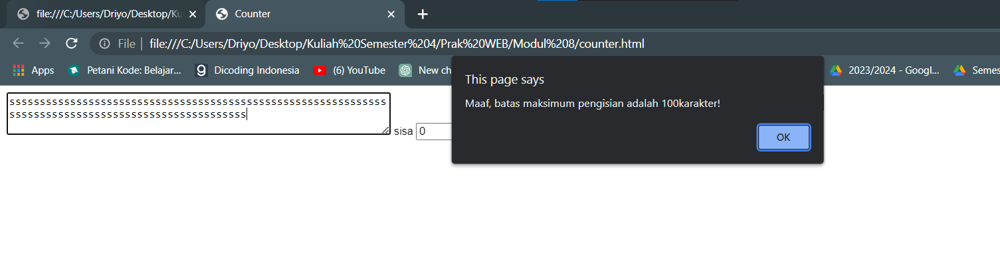 file:///C:/Users/Driyo/Desktop/Ku
Counter
File
file:///C:/Users/Driyo/Desktop/Kuliah%20Semester%204/Prak%20WEB/Modul%208/counter.html
Apps
Petani Kode: Belajar...
Dicoding Indonesia
(6) YouTube
New ch
2023/2024 - Googl...
Semes
This page says
Maaf, batas maksimum pengisian adalah 100karakter!
OK
sssssssssssssssssssssssssssssssssssssssssssssssssssssssssssss
sssssssssssssssssssssssssssssssssssssss
sisa
0